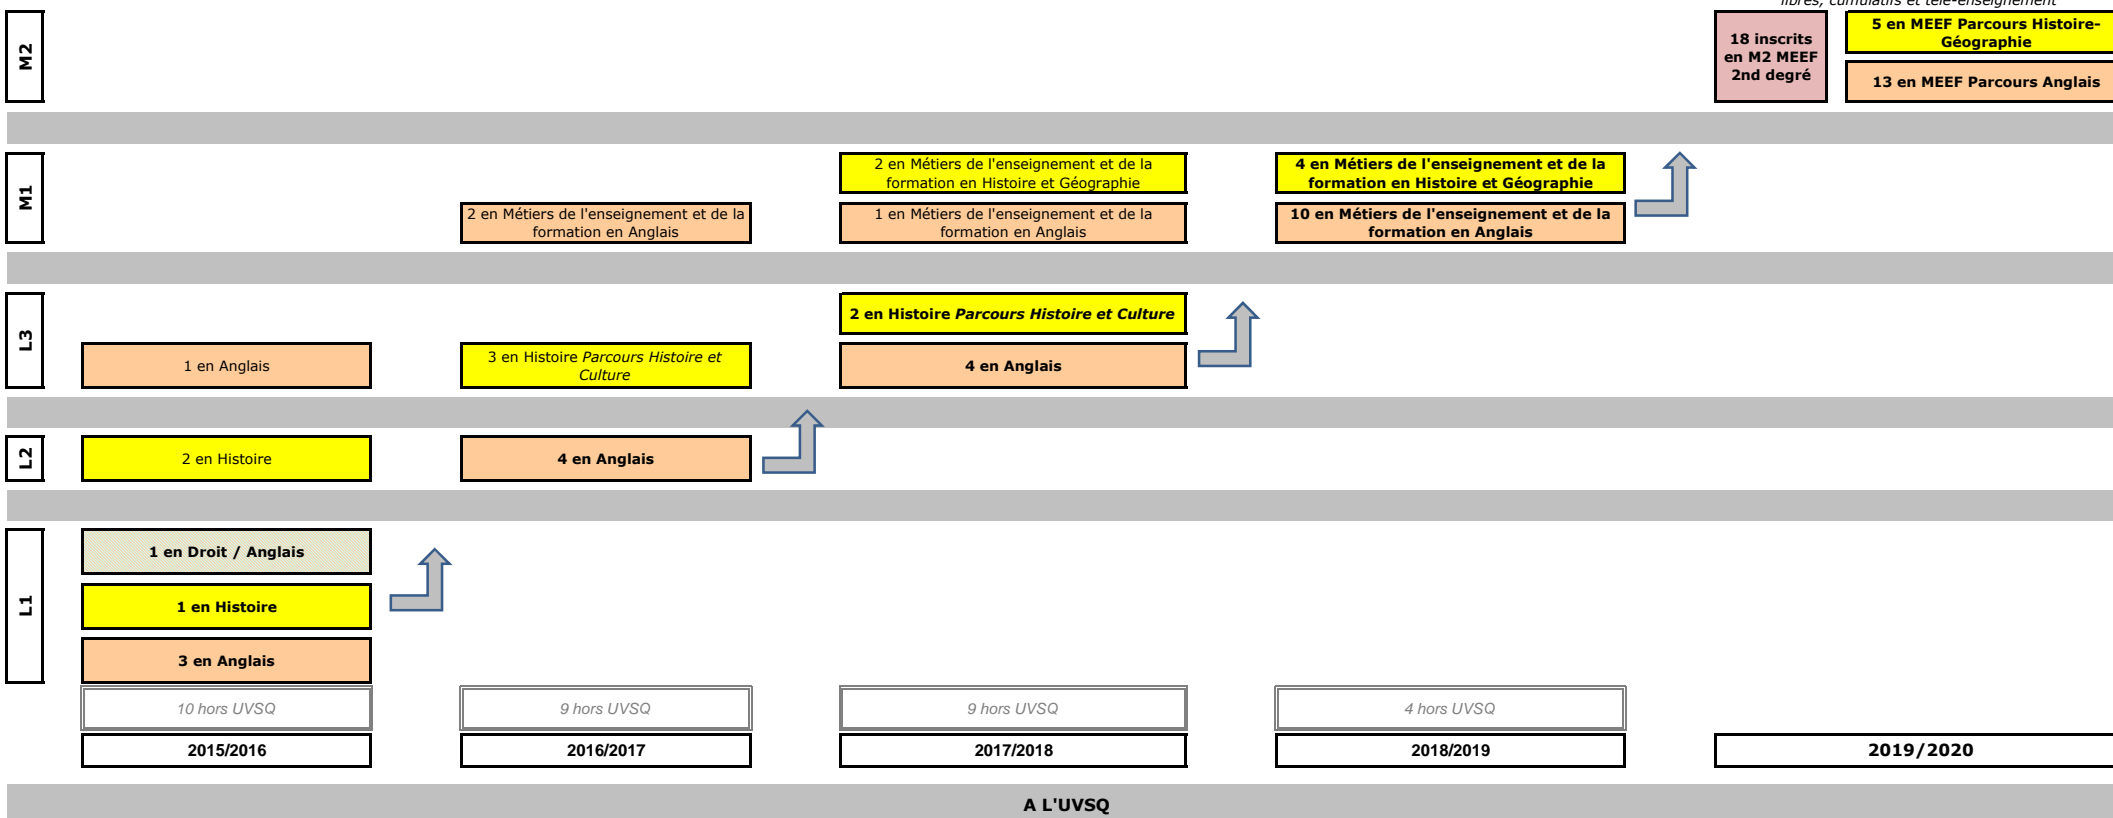 libres, cumulatifs et télé-enseignement
M2
18 inscrits
en M2 MEEF
2nd degré
5 en MEEF Parcours Histoire-
Géographie
13 en MEEF Parcours Anglais
M1
2 en Métiers de l'enseignement et de la
formation en Histoire et Géographie
4 en Métiers de l'enseignement et de la
formation en Histoire et Géographie
2 en Métiers de l'enseignement et de la
formation en Anglais
1 en Métiers de l'enseignement et de la
formation en Anglais
10 en Métiers de l'enseignement et de la
formation en Anglais
L3
2 en Histoire Parcours Histoire et Culture
1 en Anglais
3 en Histoire Parcours Histoire et
Culture
4 en Anglais
L2
2 en Histoire
4 en Anglais
L1
1 en Droit / Anglais
1 en Histoire
3 en Anglais
10 hors UVSQ
9 hors UVSQ
9 hors UVSQ
4 hors UVSQ
2015/2016
2016/2017
2017/2018
2018/2019
2019/2020
A L'UVSQ